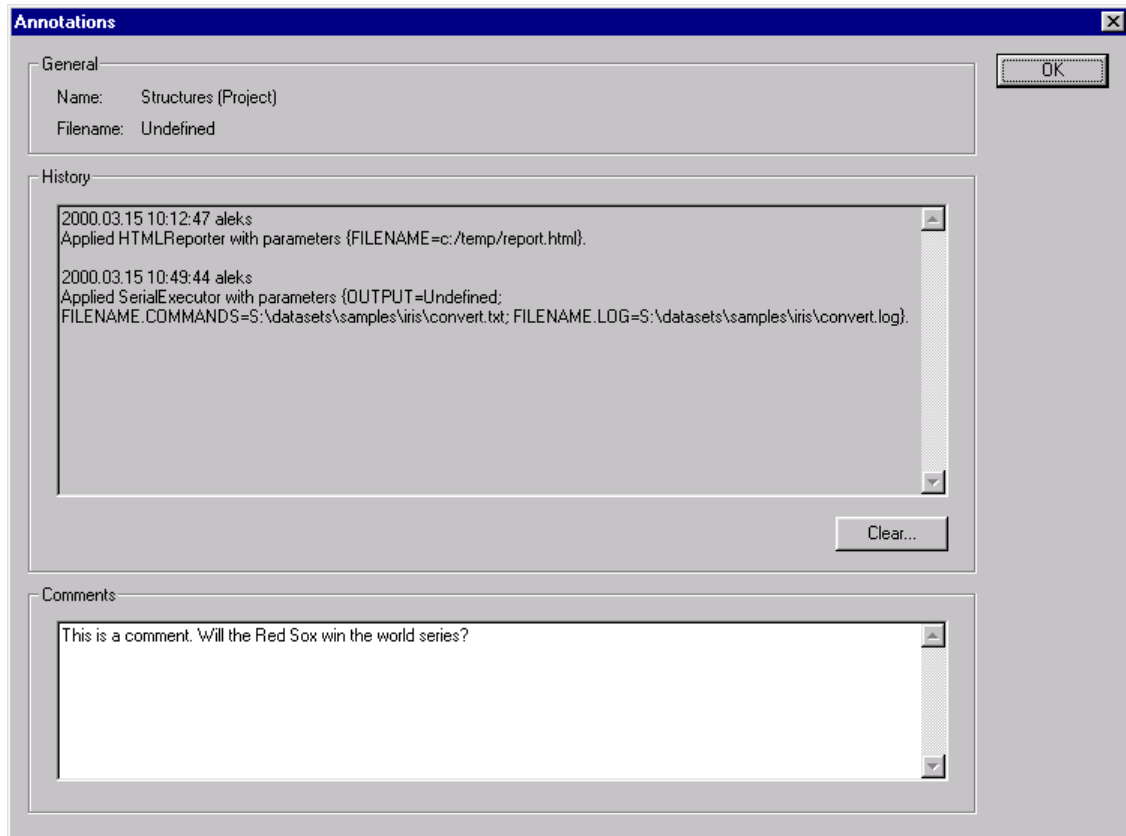 Annotations
OK
General
Name: Structures (Project)
Filename: Undefined
History
2000.03.15 10:12:47 aleks
Applied HTMLReporter with parameters {FILENAME=c:/temp/report.html}.
2000.03.15 10:49:44 aleks
Applied SerialExecutor with parameters {OUTPUT=Undefined;
FILENAME.COMMANDS=S:\datasets\samples\iris\convert.txt; FILENAME.LOG=S:\datasets\samples\iris\convert.log}.
Clear...
Comments
This is a comment. Will the Red Sox win the world series?